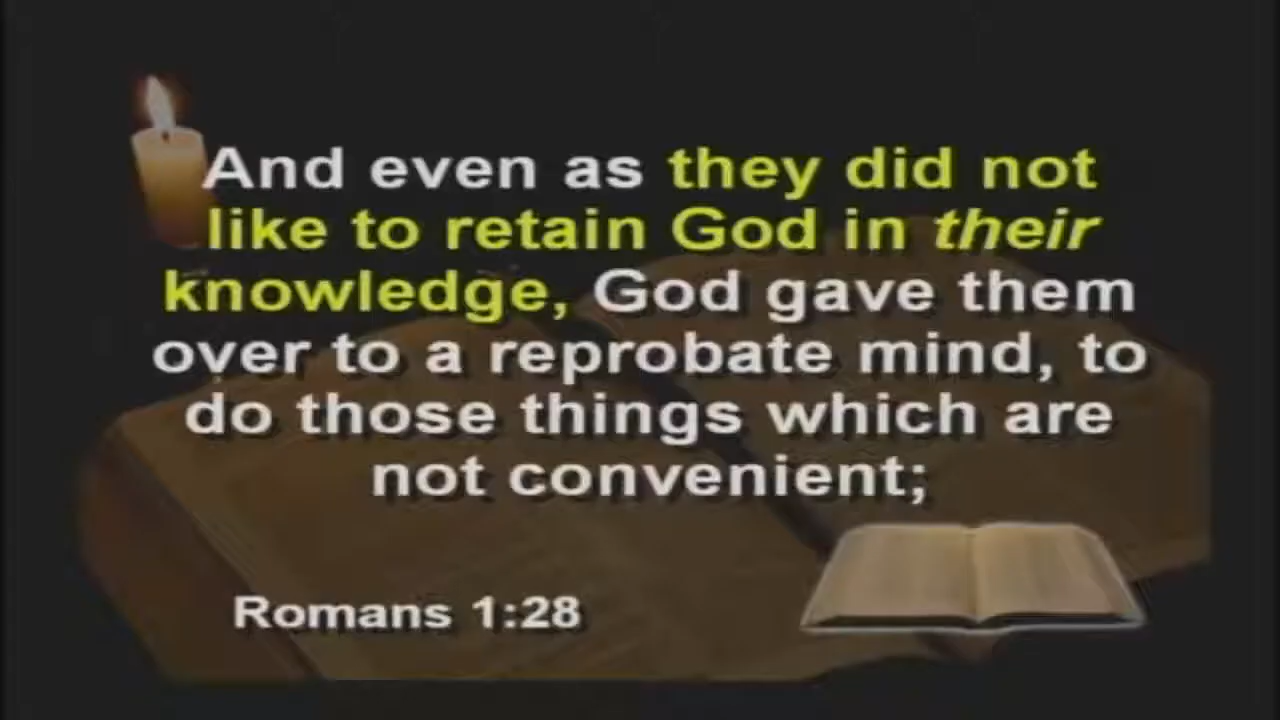 And even as they did not
like to retain God in their
knowledge, God gave them
over to a reprobate mind, to
do those things which are
not convenient;
Romans 1:28